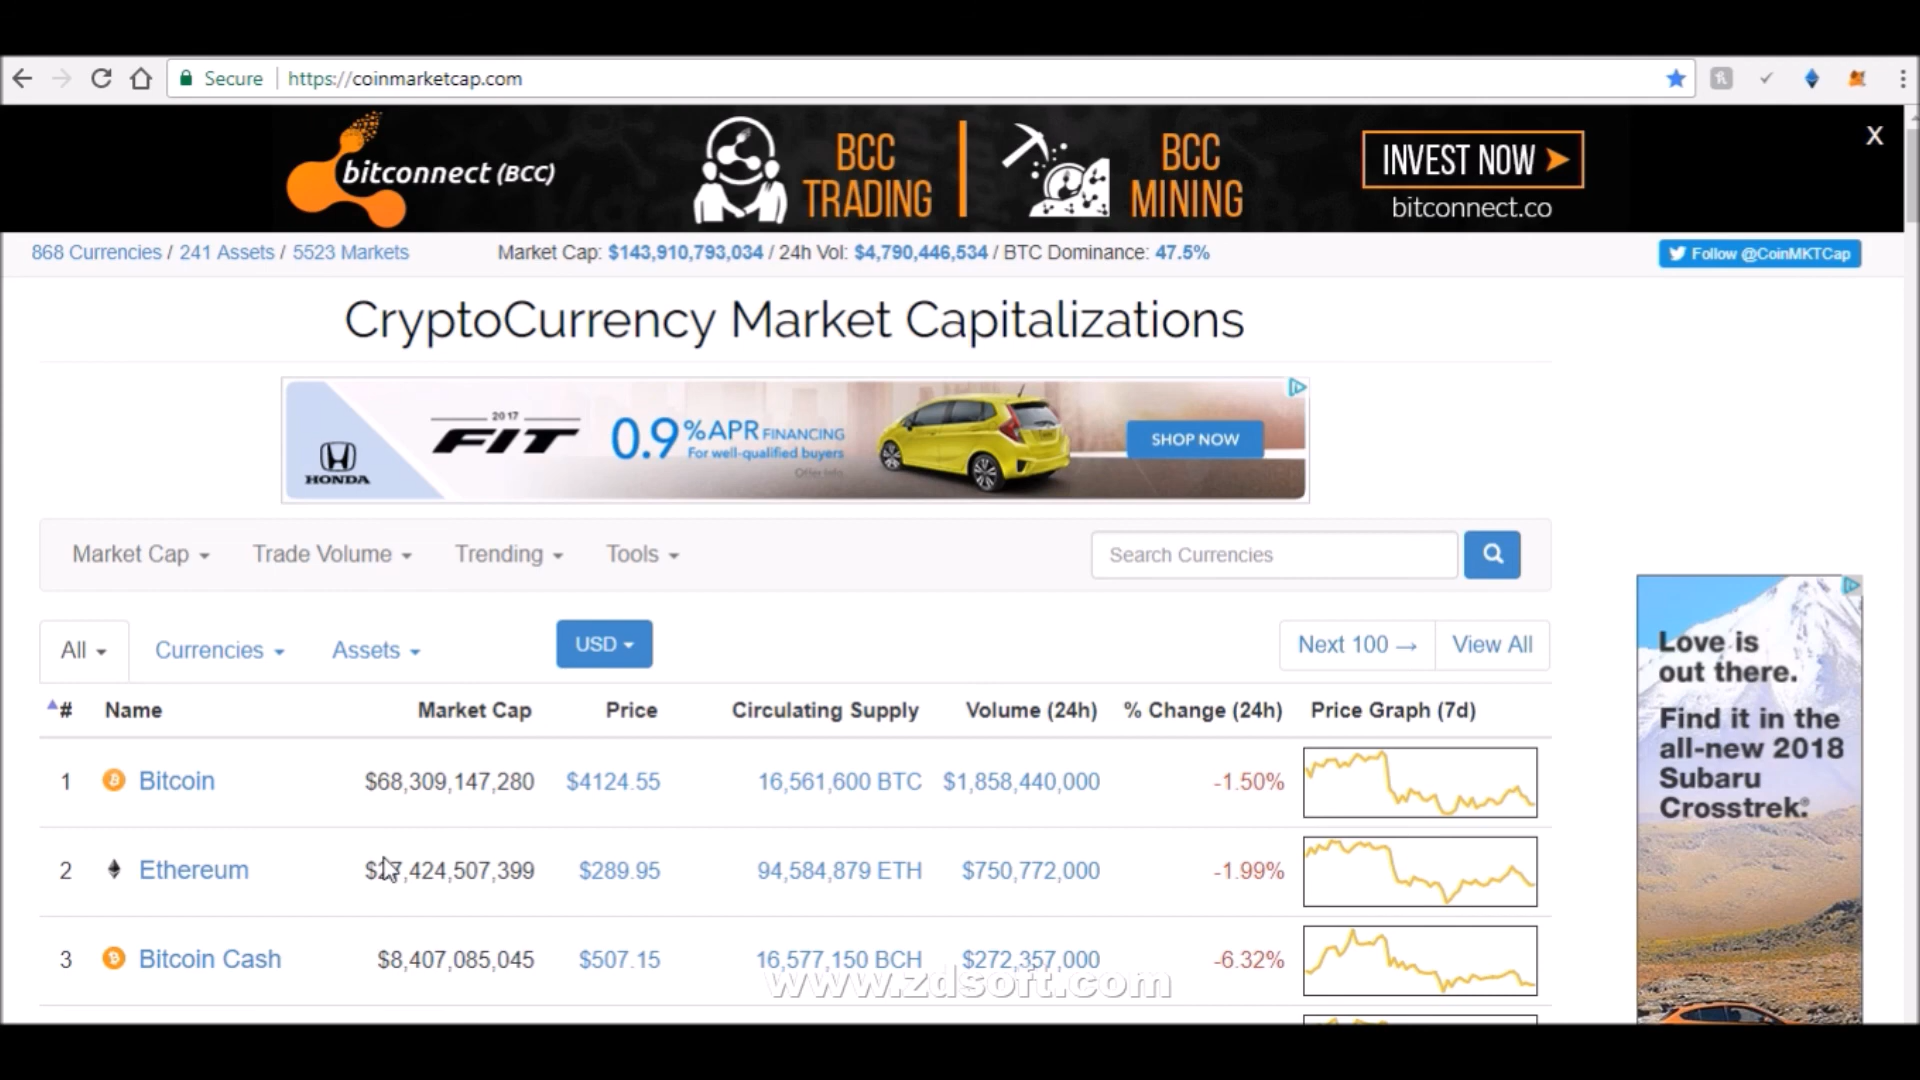 Secure
https://coinmarketcap.com
bitconnect (BCC)
BCC
TRADING
BCC
MINING
INVEST NOW
bitconnect.co
X
868 Currencies / 241 Assets / 5523 Markets
Market Cap: $143,910,793,034 / 24h Vol: $4,790,446,534 / BTC Dominance: 47.5%
Follow @CoinMKTCap
CryptoCurrency Market Capitalizations
HONDA
2017
FIT
0.9% APR FINANCING
For well-qualified buyers
Offer Info
SHOP NOW
Market Cap Trade Volume Trending Tools
Search Currencies
All Currencies Assets USD Next 100 → View All
# Name Market Cap Price Circulating Supply Volume (24h) % Change (24h) Price Graph (7d)
1 Bitcoin $68,309,147,280 $4124.55 16,561,600 BTC $1,858,440,000 -1.50%
2 Ethereum $27,424,507,399 $289.95 94,584,879 ETH $750,772,000 -1.99%
3 Bitcoin Cash $8,407,085,045 $507.15 16,577,150 BCH $272,357,000 -6.32%
www.zdsoft.com
Love is
out there.
Find it in the
all-new 2018
Subaru
Crosstrek.®